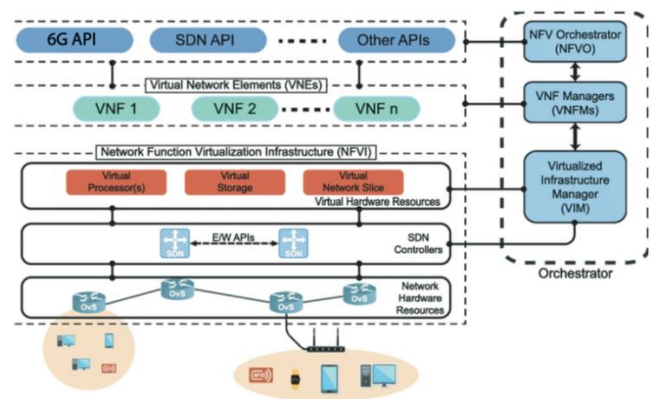 6G API
SDN API
Other APIs
Virtual Network Elements (VNEs)
VNF 1
VNF 2
VNF n
Network Function Virtualization Infrastructure (NFVI)
Virtual
Processor(s)
Virtual
Storage
Virtual
Network Slice
Virtual Hardware Resources
SDN
E/W APIs
SDN
SDN
Controllers
OvS
OvS
OvS
OvS
Network
Hardware
Resources
NFV Orchestrator
(NFVO)
VNF Managers
(VNFMs)
Virtualized
Infrastructure
Manager
(VIM)
Orchestrator